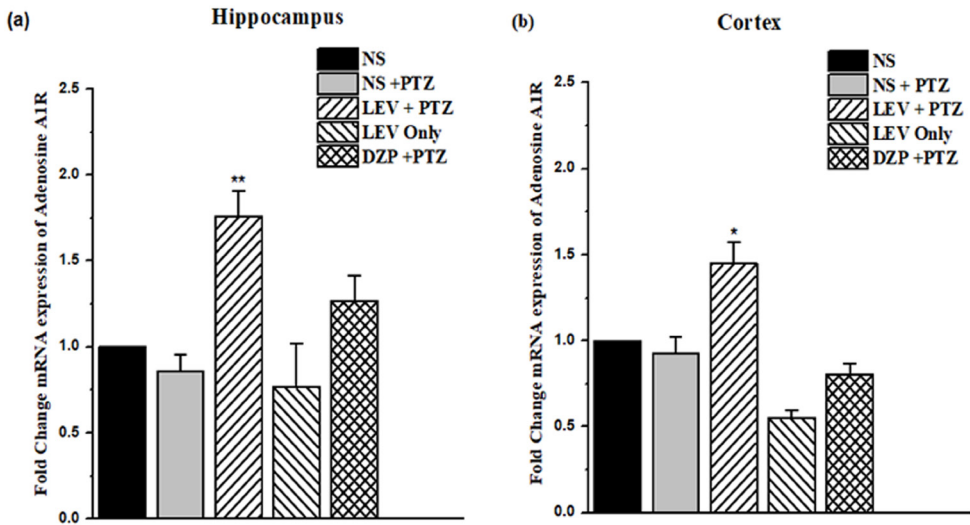 (a)
Hippocampus
NS
NS +PTZ
LEV + PTZ
LEV Only
DZP +PTZ
Fold Change mRNA expression of Adenosine A1R
2.5
2.0
1.5
1.0
0.5
0.0
**
(b)
Cortex
NS
NS + PTZ
LEV + PTZ
LEV Only
DZP +PTZ
Fold Change mRNA expression of Adenosine A1R
2.5
2.0
1.5
1.0
0.5
0.0
*